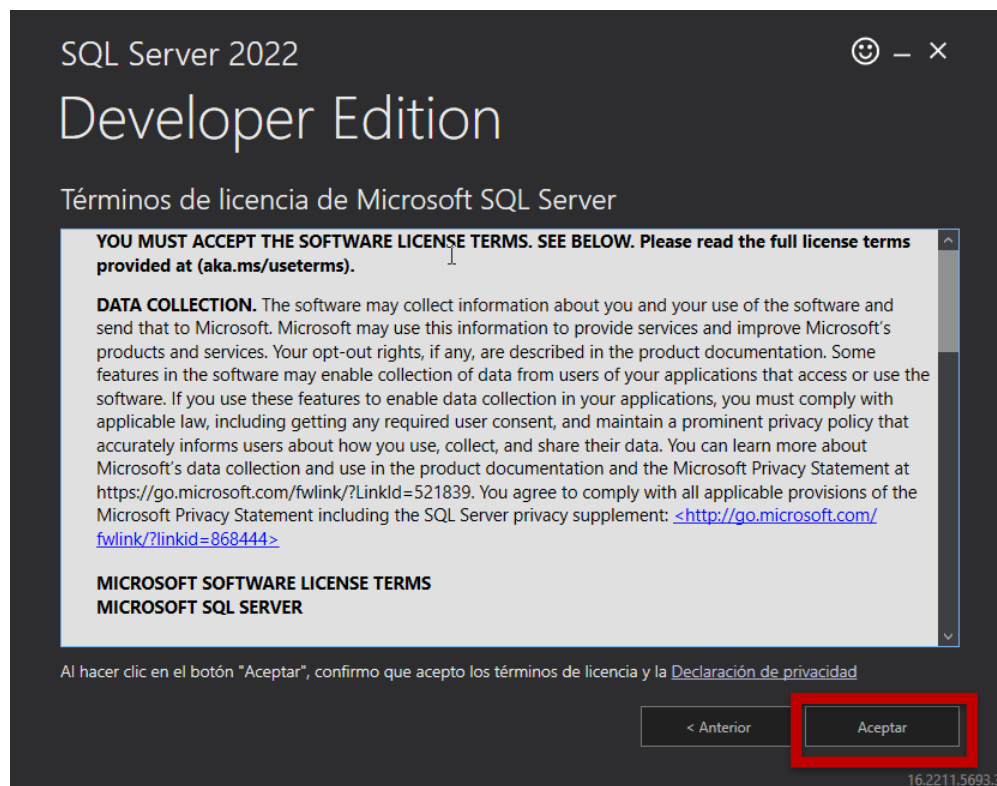 SQL Server 2022
Developer Edition
Términos de licencia de Microsoft SQL Server
YOU MUST ACCEPT THE SOFTWARE LICENSE TERMS. SEE BELOW. Please read the full license terms
provided at (aka.ms/useterms).
DATA COLLECTION. The software may collect information about you and your use of the software and
send that to Microsoft. Microsoft may use this information to provide services and improve Microsoft's
products and services. Your opt-out rights, if any, are described in the product documentation. Some
features in the software may enable collection of data from users of your applications that access or use the
software. If you use these features to enable data collection in your applications, you must comply with
applicable law, including getting any required user consent, and maintain a prominent privacy policy that
accurately informs users about how you use, collect, and share their data. You can learn more about
Microsoft's data collection and use in the product documentation and the Microsoft Privacy Statement at
https://go.microsoft.com/fwlink/?LinkId=521839. You agree to comply with all applicable provisions of the
Microsoft Privacy Statement including the SQL Server privacy supplement: <http://go.microsoft.com/
fwlink/?linkid=868444>
MICROSOFT SOFTWARE LICENSE TERMS
MICROSOFT SQL SERVER
Al hacer clic en el botón "Aceptar", confirmo que acepto los términos de licencia y la Declaración de privacidad
< Anterior
Aceptar
16.2211.5693.3